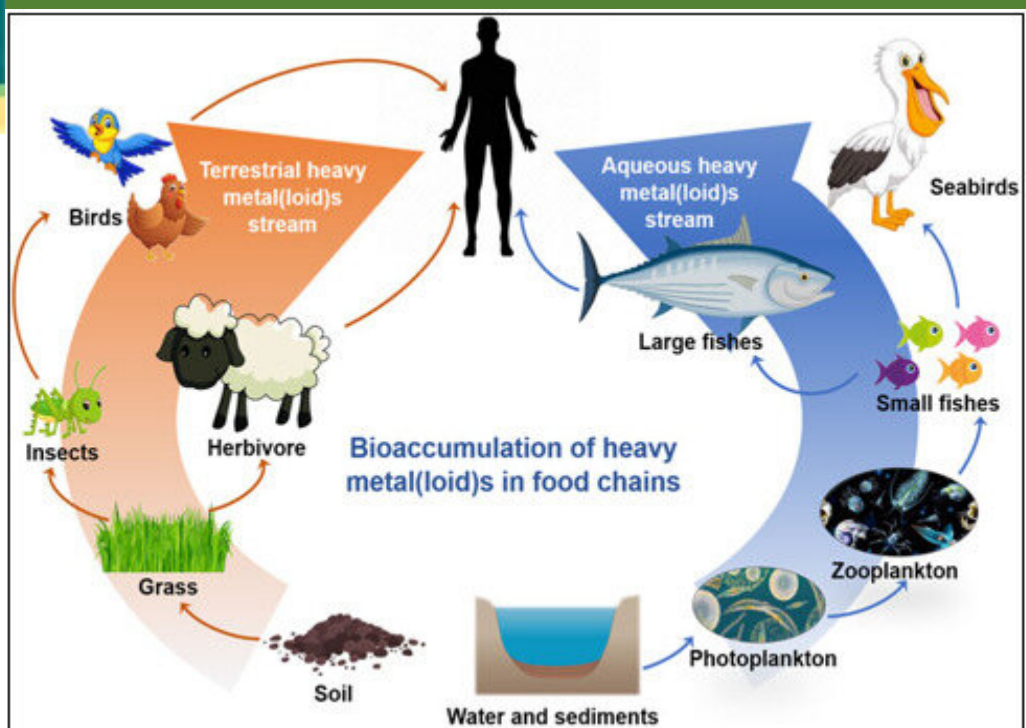 Terrestrial heavy
metal(loid)s
stream
Aqueous heavy
metal(loid)s
stream
Birds
Seabirds
Large fishes
Small fishes
Insects
Herbivore
Bioaccumulation of heavy
metal(loid)s in food chains
Grass
Zooplankton
Photoplankton
Soil
Water and sediments